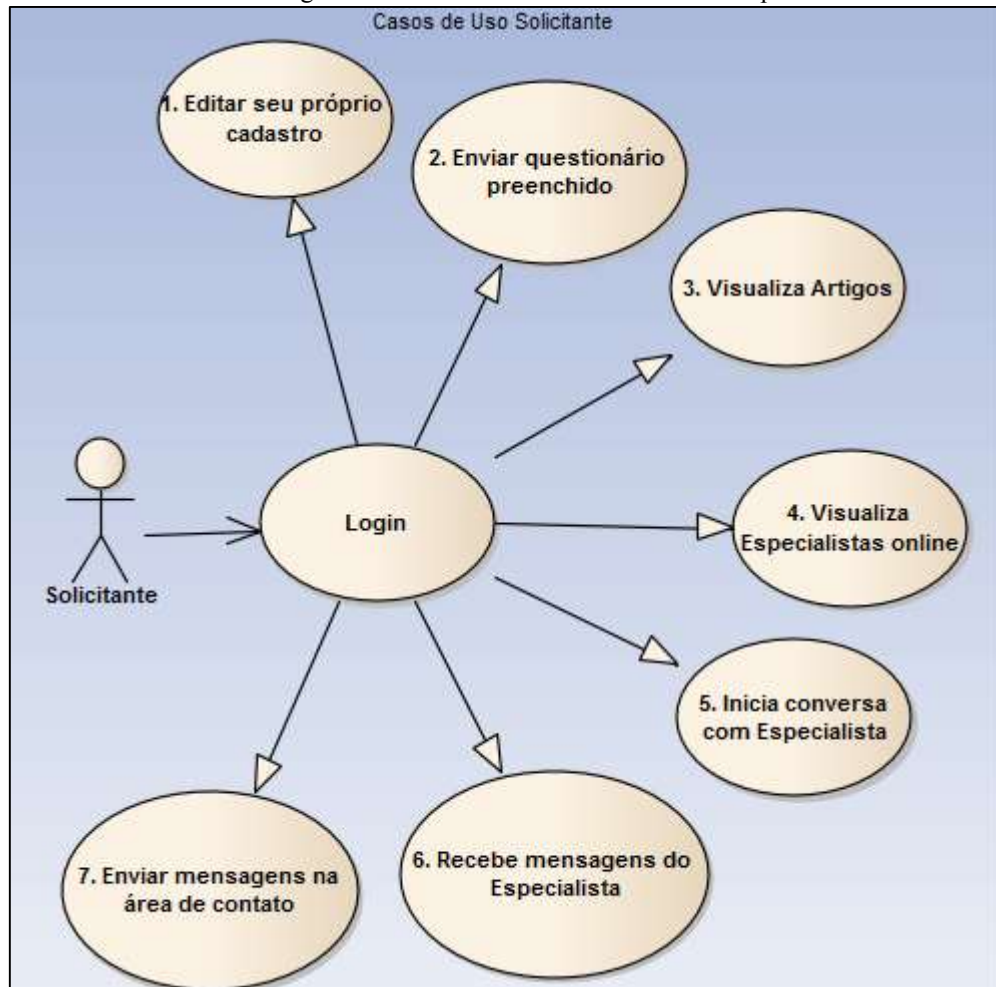 Casos de Uso Solicitante
1. Editar seu próprio
cadastro
2. Enviar questionário
preenchido
3. Visualiza Artigos
4. Visualiza
Especialistas online
Login
Solicitante
5. Inicia conversa
com Especialista
6. Recebe mensagens do
Especialista
7. Enviar mensagens na
área de contato